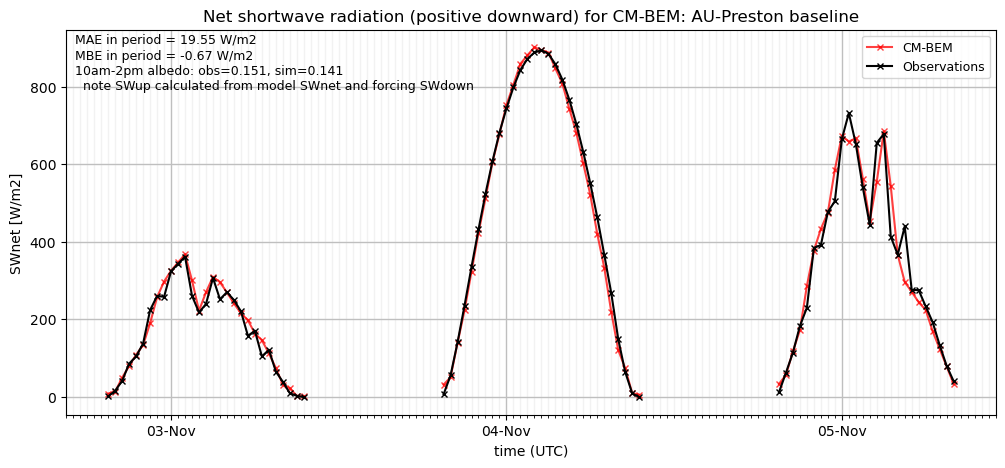 Net shortwave radiation (positive downward) for CM-BEM: AU-Preston baseline
MAE in period = 19.55 W/m2
MBE in period = -0.67 W/m2
10am-2pm albedo: obs=0.151, sim=0.141
note SWup calculated from model SWnet and forcing SWdown
CM-BEM
Observations
SWnet [W/m2]
800
600
400
200
0
03-Nov
04-Nov
05-Nov
time (UTC)